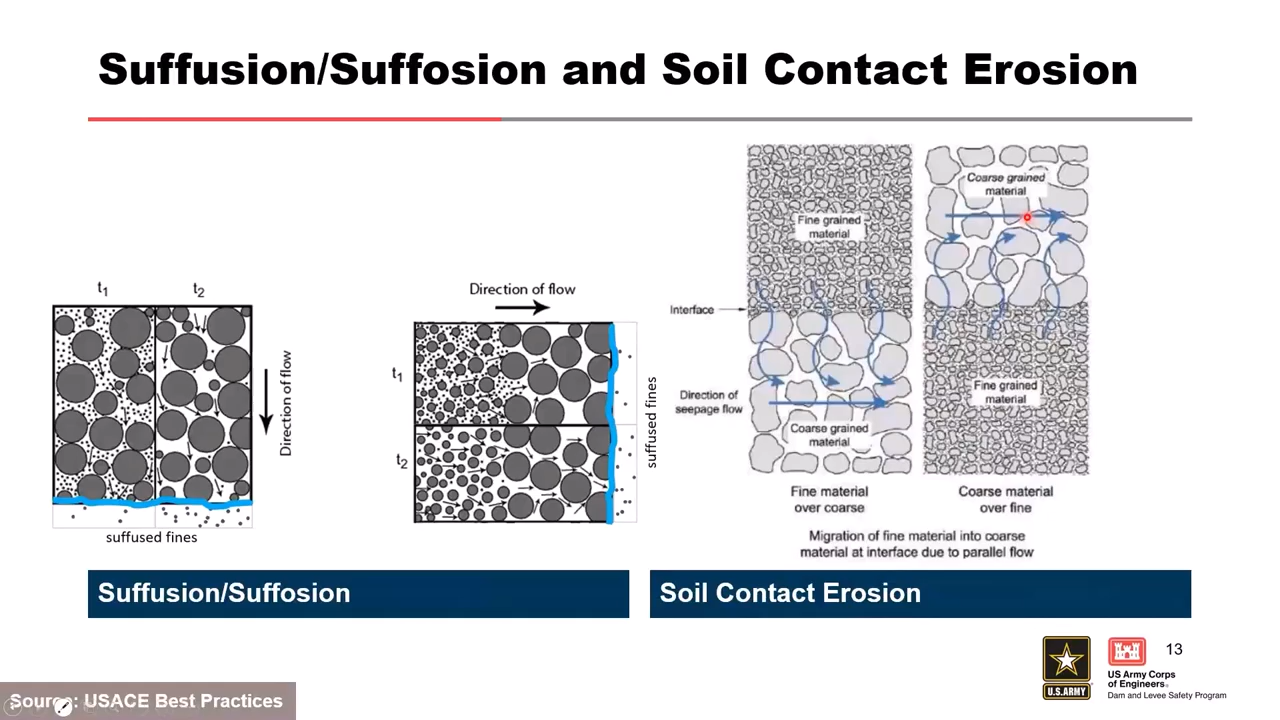 Suffusion/Suffosion and Soil Contact Erosion
t1
t2
Direction of flow
suffused fines
Direction of flow
t1
t2
suffused fines
Fine grained
material
Interface
Direction of
seepage flow
Coarse grained
material
Fine material
over coarse
Coarse grained
material
Fine grained
material
Coarse material
over fine
Migration of fine material into coarse
material at interface due to parallel flow
Suffusion/Suffosion
Soil Contact Erosion
U.S.ARMY
US Army Corps
of Engineers®
Dam and Levee Safety Program
13
Source: USACE Best Practices